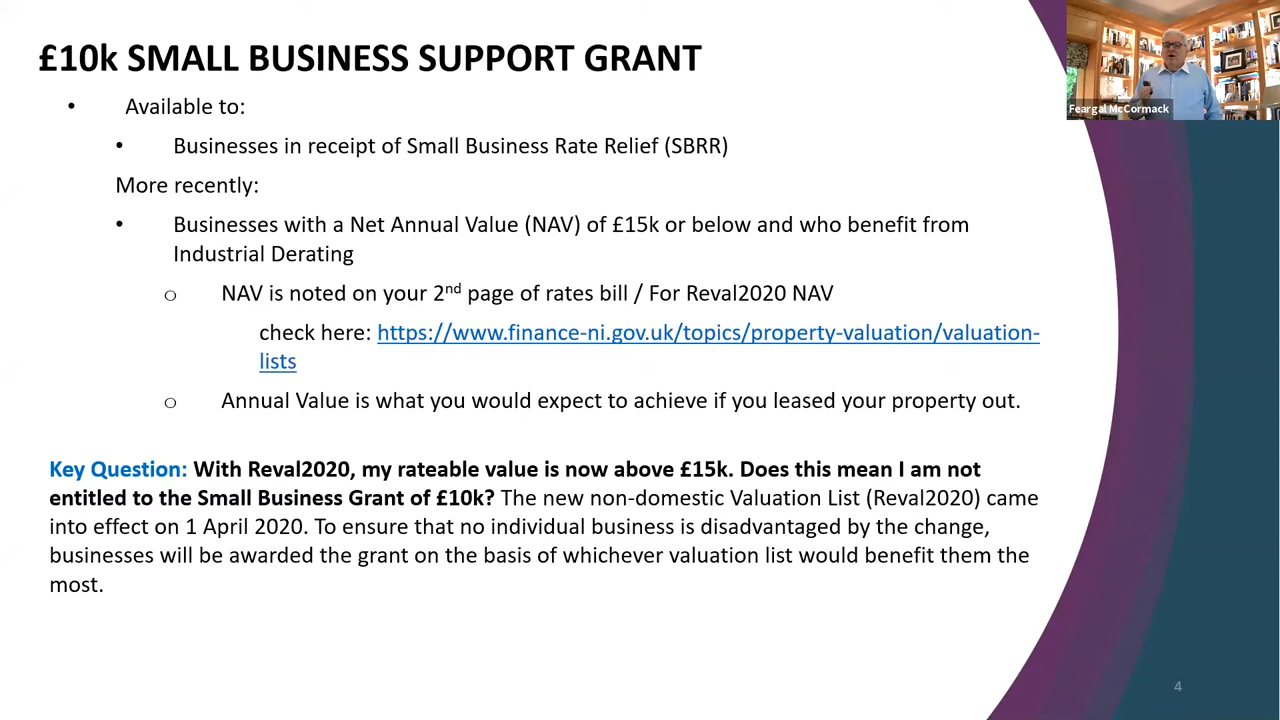 £10k SMALL BUSINESS SUPPORT GRANT
Feargal McCormack
• Available to:
• Businesses in receipt of Small Business Rate Relief (SBRR)
More recently:
• Businesses with a Net Annual Value (NAV) of £15k or below and who benefit from
Industrial Derating
o NAV is noted on your 2nd page of rates bill / For Reval2020 NAV
check here: https://www.finance-ni.gov.uk/topics/property-valuation/valuation-
lists
o Annual Value is what you would expect to achieve if you leased your property out.
Key Question: With Reval2020, my rateable value is now above £15k. Does this mean I am not
entitled to the Small Business Grant of £10k? The new non-domestic Valuation List (Reval2020) came
into effect on 1 April 2020. To ensure that no individual business is disadvantaged by the change,
businesses will be awarded the grant on the basis of whichever valuation list would benefit them the
most.
4